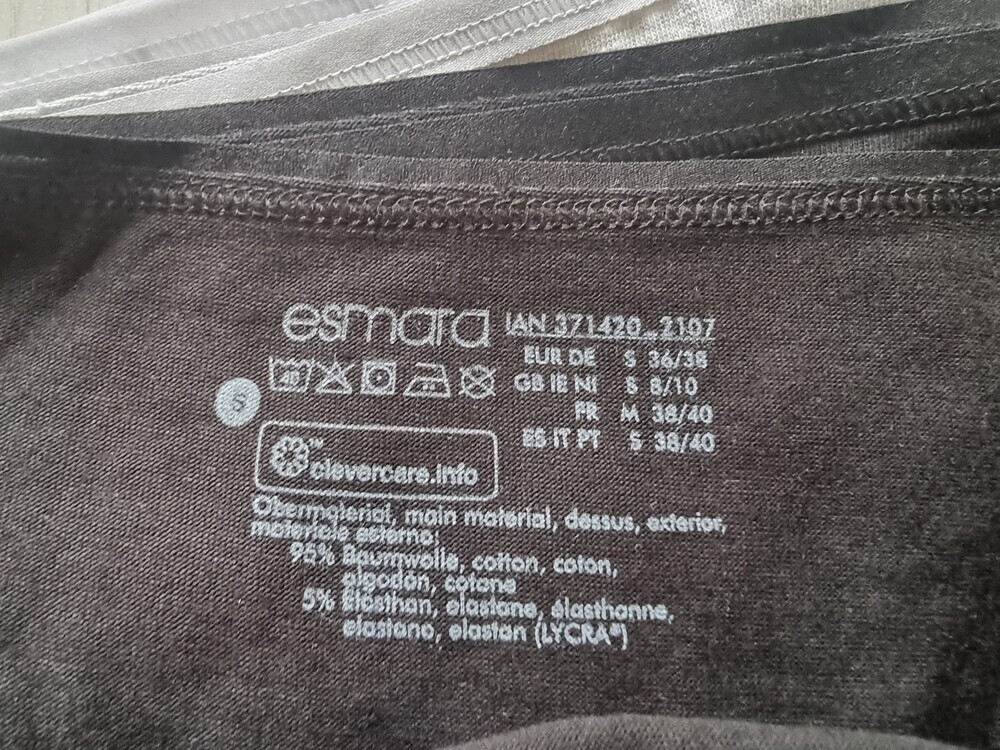 esmara IAN 371420_2107
EUR DE S 36/38
GB IE NI S 8/10
FR M 38/40
ES IT PT S 38/40
S
clevercare.info
Obermaterial, main material, dessus, exterior,
materiale esterno:
95% Baumwolle, cotton, coton,
algodón, cotone
5% Elasthan, elastane, élasthanne,
elastano, elastan (LYCRA®)